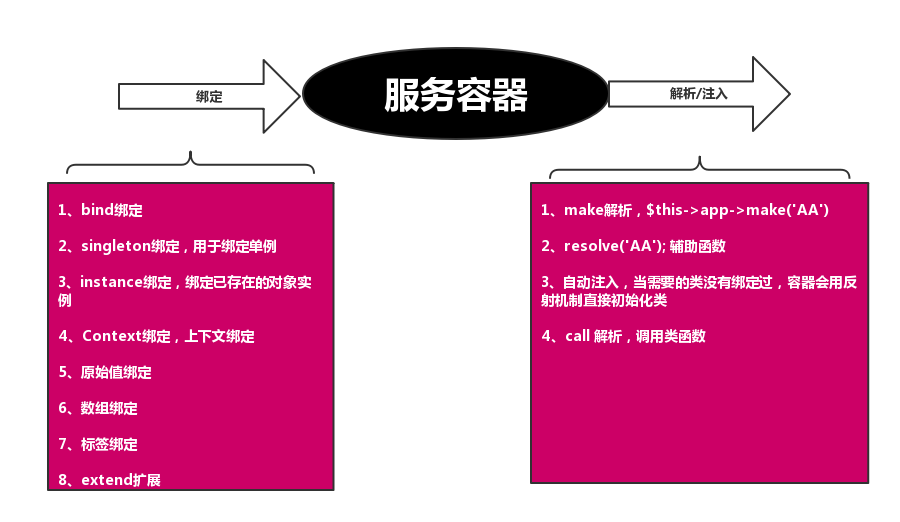 绑定
服务容器
解析/注入
1、bind绑定
2、singleton绑定，用于绑定单例
3、instance绑定，绑定已存在的对象实
例
4、Context绑定，上下文绑定
5、原始值绑定
6、数组绑定
7、标签绑定
8、extend扩展
1、make解析，$this->app->make('AA')
2、resolve('AA'); 辅助函数
3、自动注入，当需要的类没有绑定过，容器会用反
射机制直接初始化类
4、call 解析，调用类函数